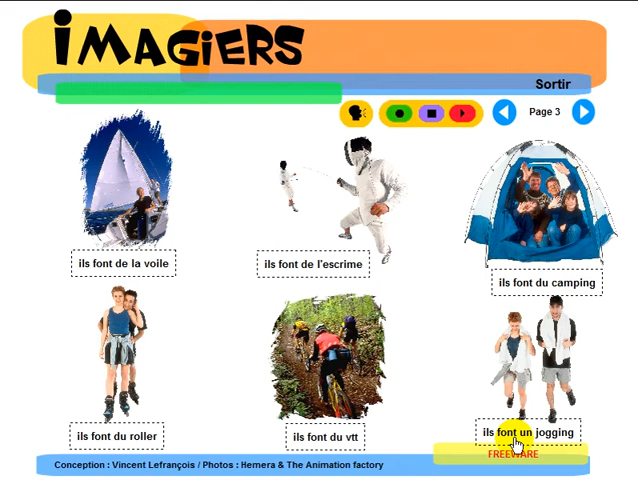 iMAGiERS
Sortir
Page 3
ils font de la voile
ils font de l'escrime
ils font du camping
ils font du roller
ils font du vtt
ils font un jogging
FREEWARE
Conception : Vincent Lefrançois / Photos : Hemera & The Animation factory